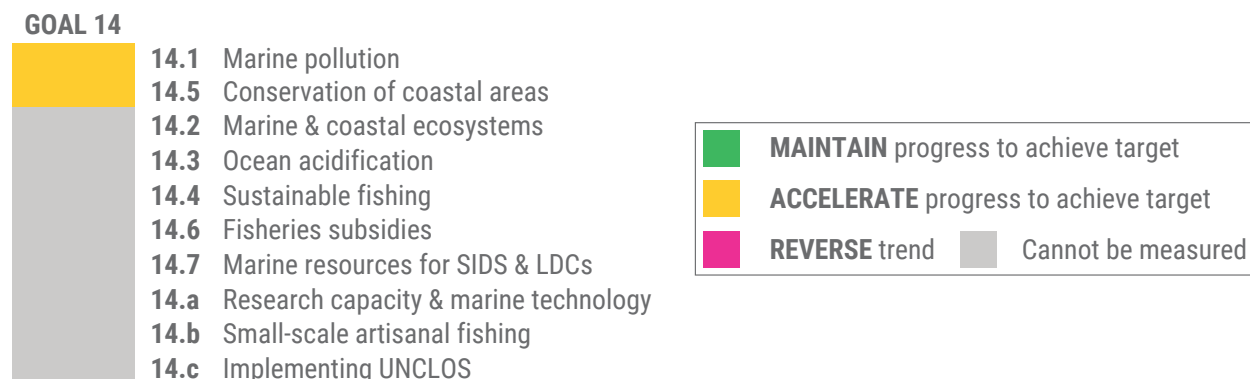 GOAL 14
14.1 Marine pollution
14.5 Conservation of coastal areas
14.2 Marine & coastal ecosystems
14.3 Ocean acidification
14.4 Sustainable fishing
14.6 Fisheries subsidies
14.7 Marine resources for SIDS & LDCs
14.a Research capacity & marine technology
14.b Small-scale artisanal fishing
14.c Implementing UNCLOS
MAINTAIN progress to achieve target
ACCELERATE progress to achieve target
REVERSE trend Cannot be measured